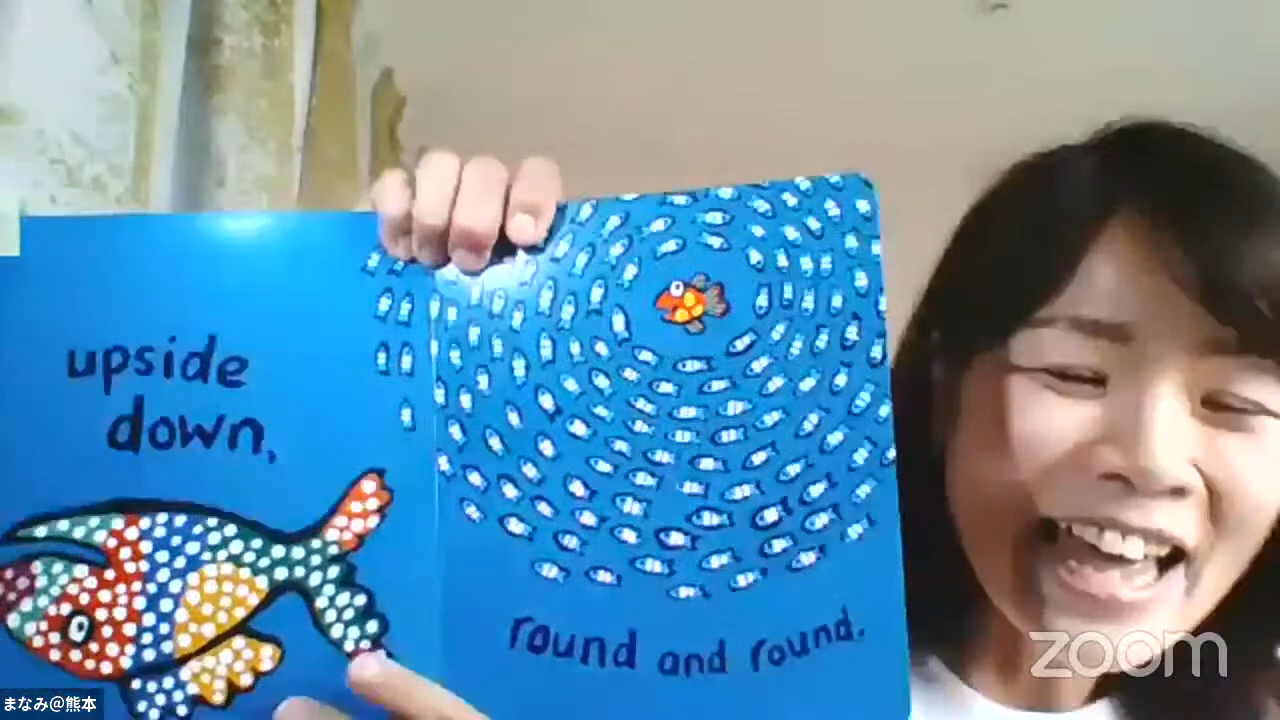 upside
down,
round and round.
zoom
まなみ@熊本